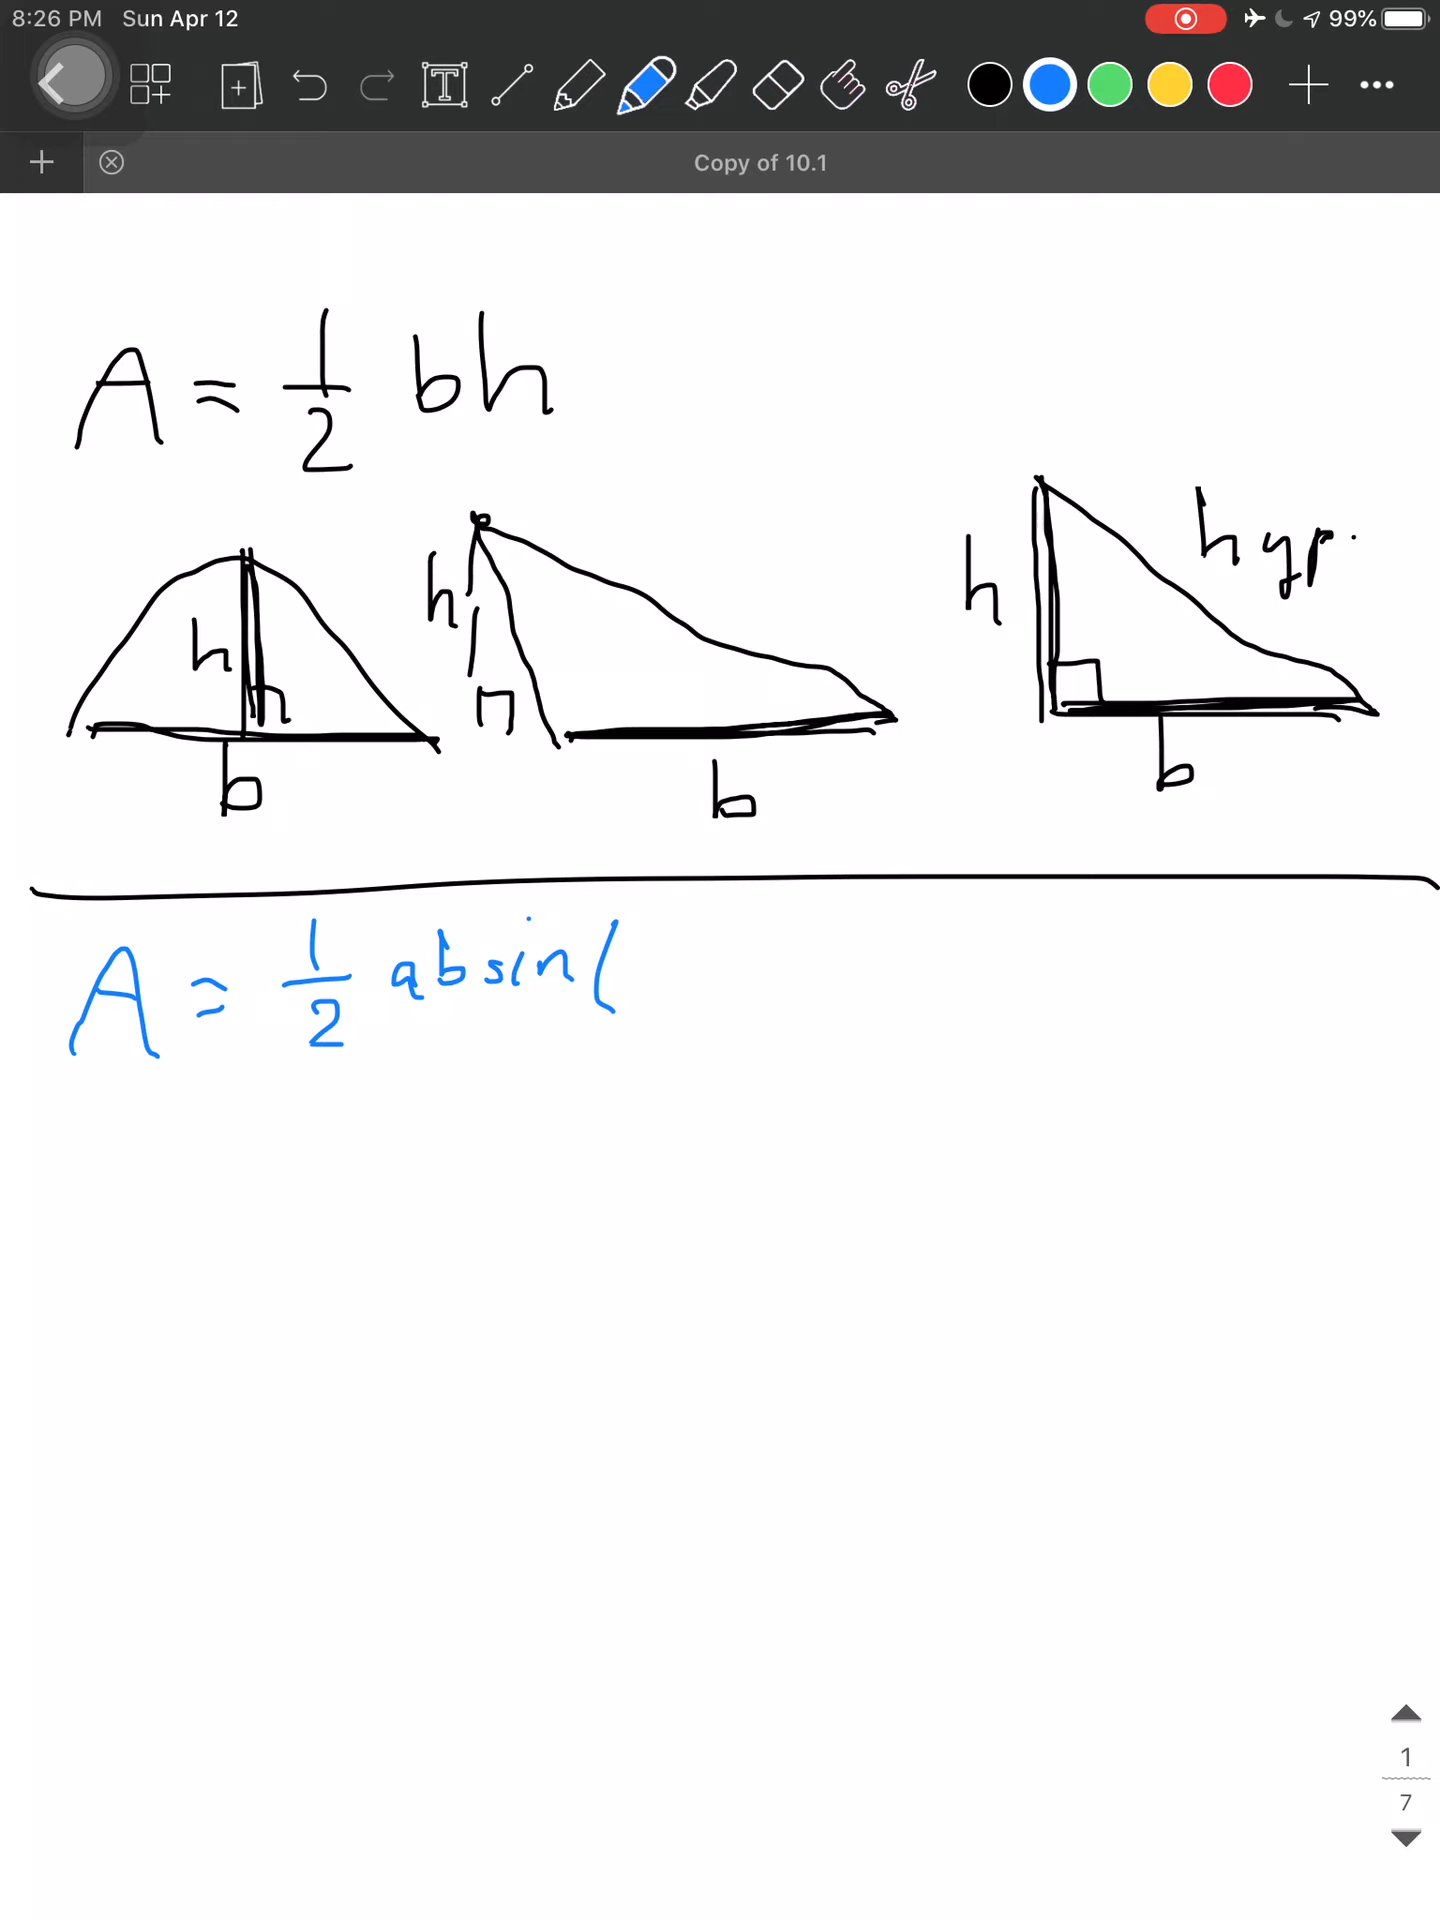 8:26 PM Sun Apr 12 99%
T
Copy of 10.1
A = 1/2 bh
h
h
b
h
b
h
hyp.
b
A = 1/2 absin(
1
7